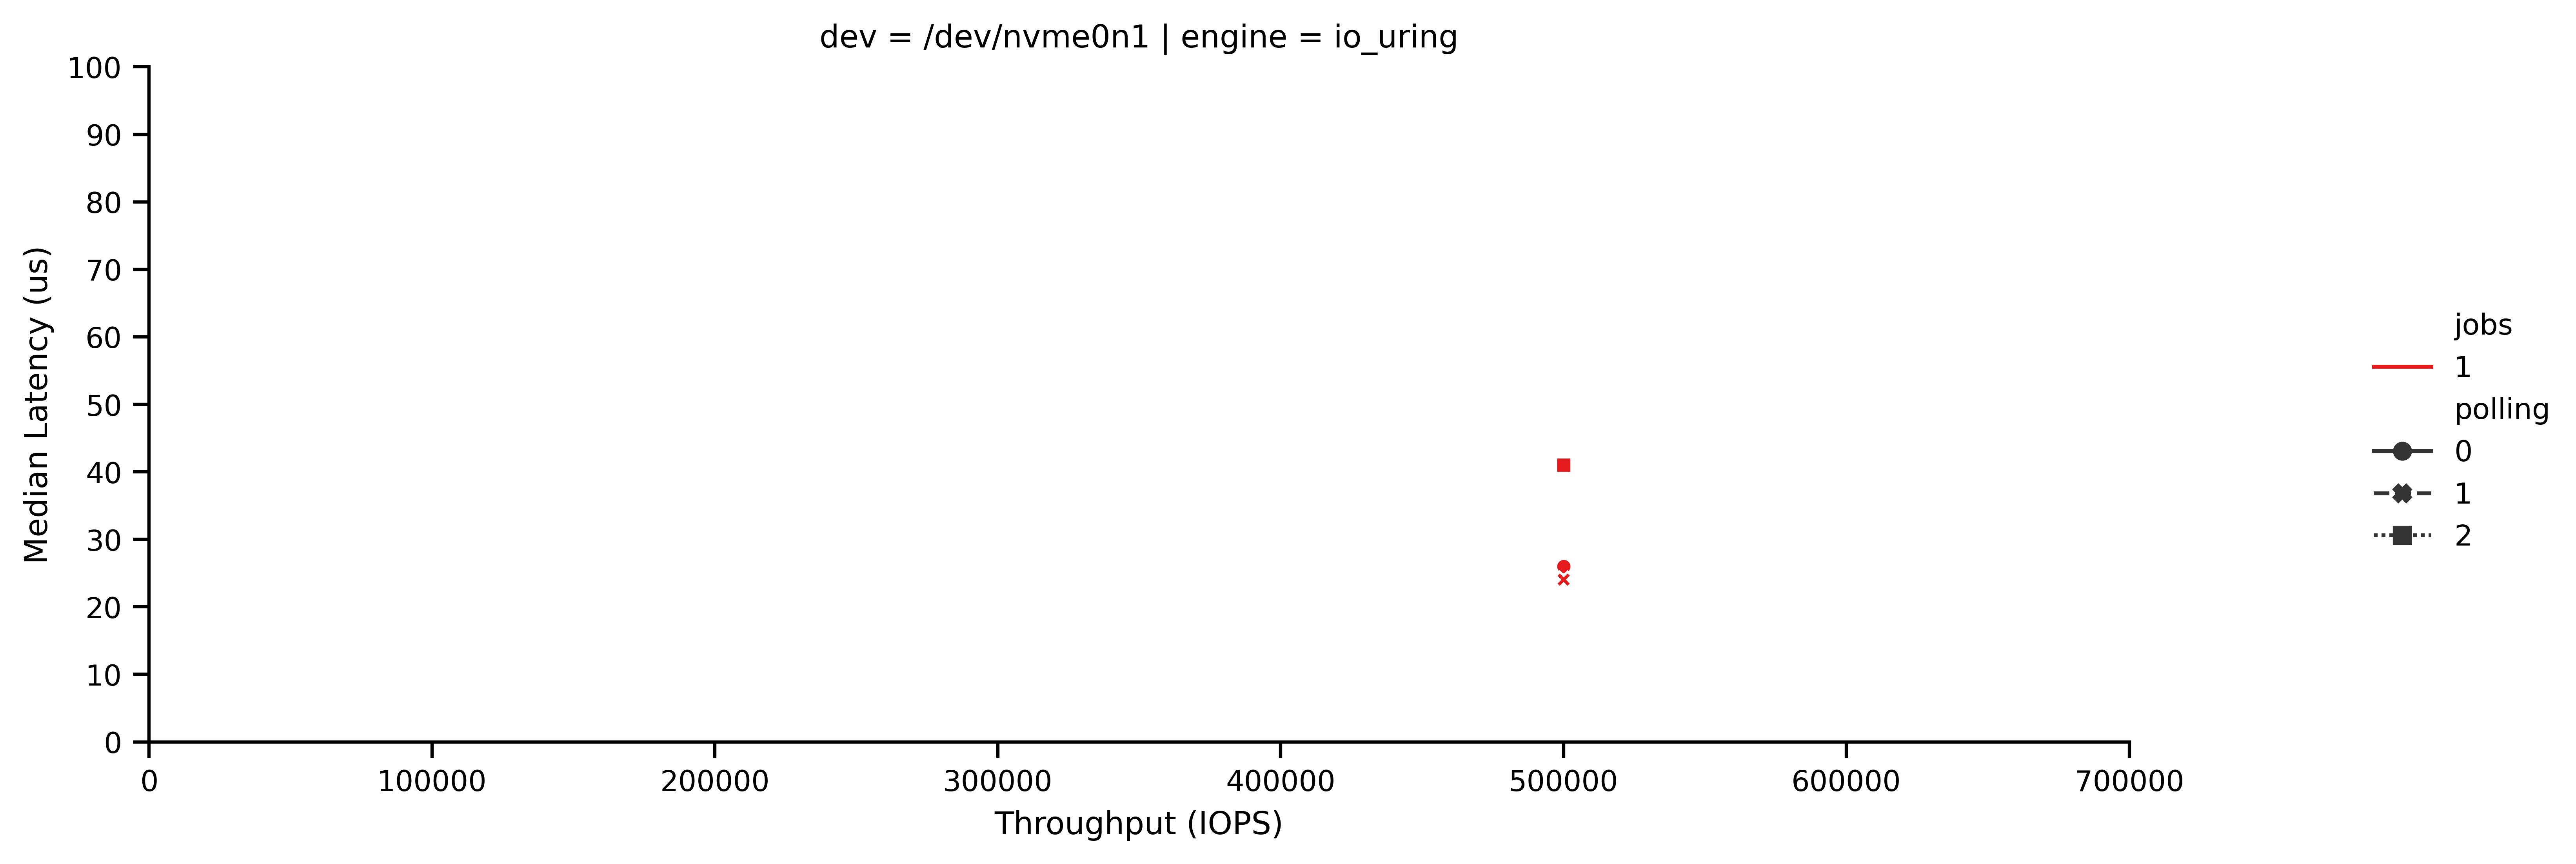 dev = /dev/nvme0n1 | engine = io_uring
100
90
80
70
60
50
40
30
20
10
0
Median Latency (us)
0 100000 200000 300000 400000 500000 600000 700000
Throughput (IOPS)
jobs
1
polling
0
1
2